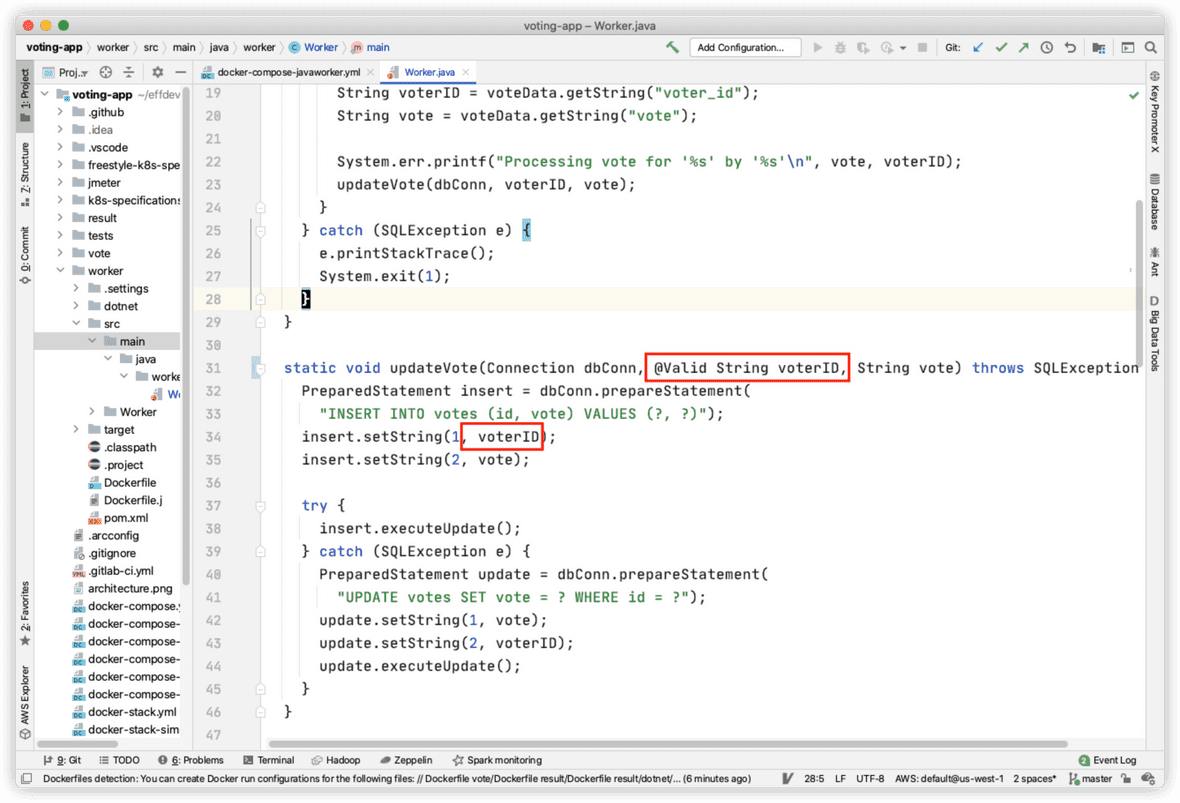 voting-app – Worker.java
voting-app worker src main java worker Worker main
Add Configuration...
Git:
Proj..
docker-compose-javaworker.yml
Worker.java
1: Project
Z: Structure
0: Commit
2: Favorites
AWS Explorer
voting-app ~/effdev
.github
.idea
.vscode
freestyle-k8s-spe
jmeter
k8s-specifications
result
tests
vote
worker
.settings
dotnet
src
main
java
worke
Wo
Worker
target
.classpath
.project
Dockerfile
Dockerfile.j
pom.xml
.arcconfig
.gitignore
.gitlab-ci.yml
architecture.png
docker-compose.y
docker-compose-
docker-compose-
docker-compose-
docker-compose-
docker-compose-
docker-stack.yml
docker-stack-sim
19 String voterID = voteData.getString("voter_id");
20 String vote = voteData.getString("vote");
21
22 System.err.printf("Processing vote for '%s' by '%s'\n", vote, voterID);
23 updateVote(dbConn, voterID, vote);
24 }
25 } catch (SQLException e) {
26 e.printStackTrace();
27 System.exit(1);
28 }
29 }
30
31 static void updateVote(Connection dbConn, @Valid String voterID, String vote) throws SQLException
32 PreparedStatement insert = dbConn.prepareStatement(
33 "INSERT INTO votes (id, vote) VALUES (?, ?)");
34 insert.setString(1, voterID);
35 insert.setString(2, vote);
36
37 try {
38 insert.executeUpdate();
39 } catch (SQLException e) {
40 PreparedStatement update = dbConn.prepareStatement(
41 "UPDATE votes SET vote = ? WHERE id = ?");
42 update.setString(1, vote);
43 update.setString(2, voterID);
44 update.executeUpdate();
45 }
46 }
47
Key Promoter X
Database
Ant
Big Data Tools
9: Git
TODO
6: Problems
Terminal
Hadoop
Zeppelin
Spark monitoring
2 Event Log
Dockerfiles detection: You can create Docker run configurations for the following files: // Dockerfile vote/Dockerfile result/Dockerfile result/dotnet/... (6 minutes ago)
28:5 LF UTF-8 AWS: default@us-west-1 2 spaces* master